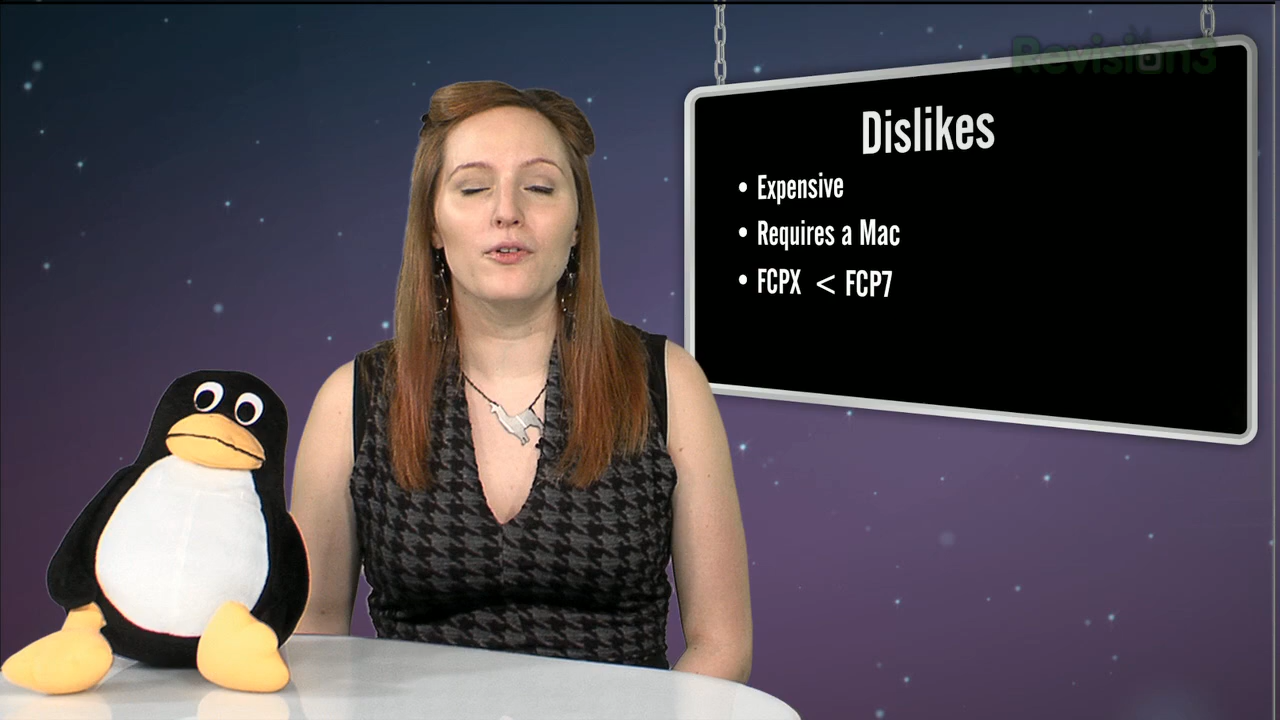 Revision3
Dislikes
• Expensive
• Requires a Mac
• FCPX < FCP7